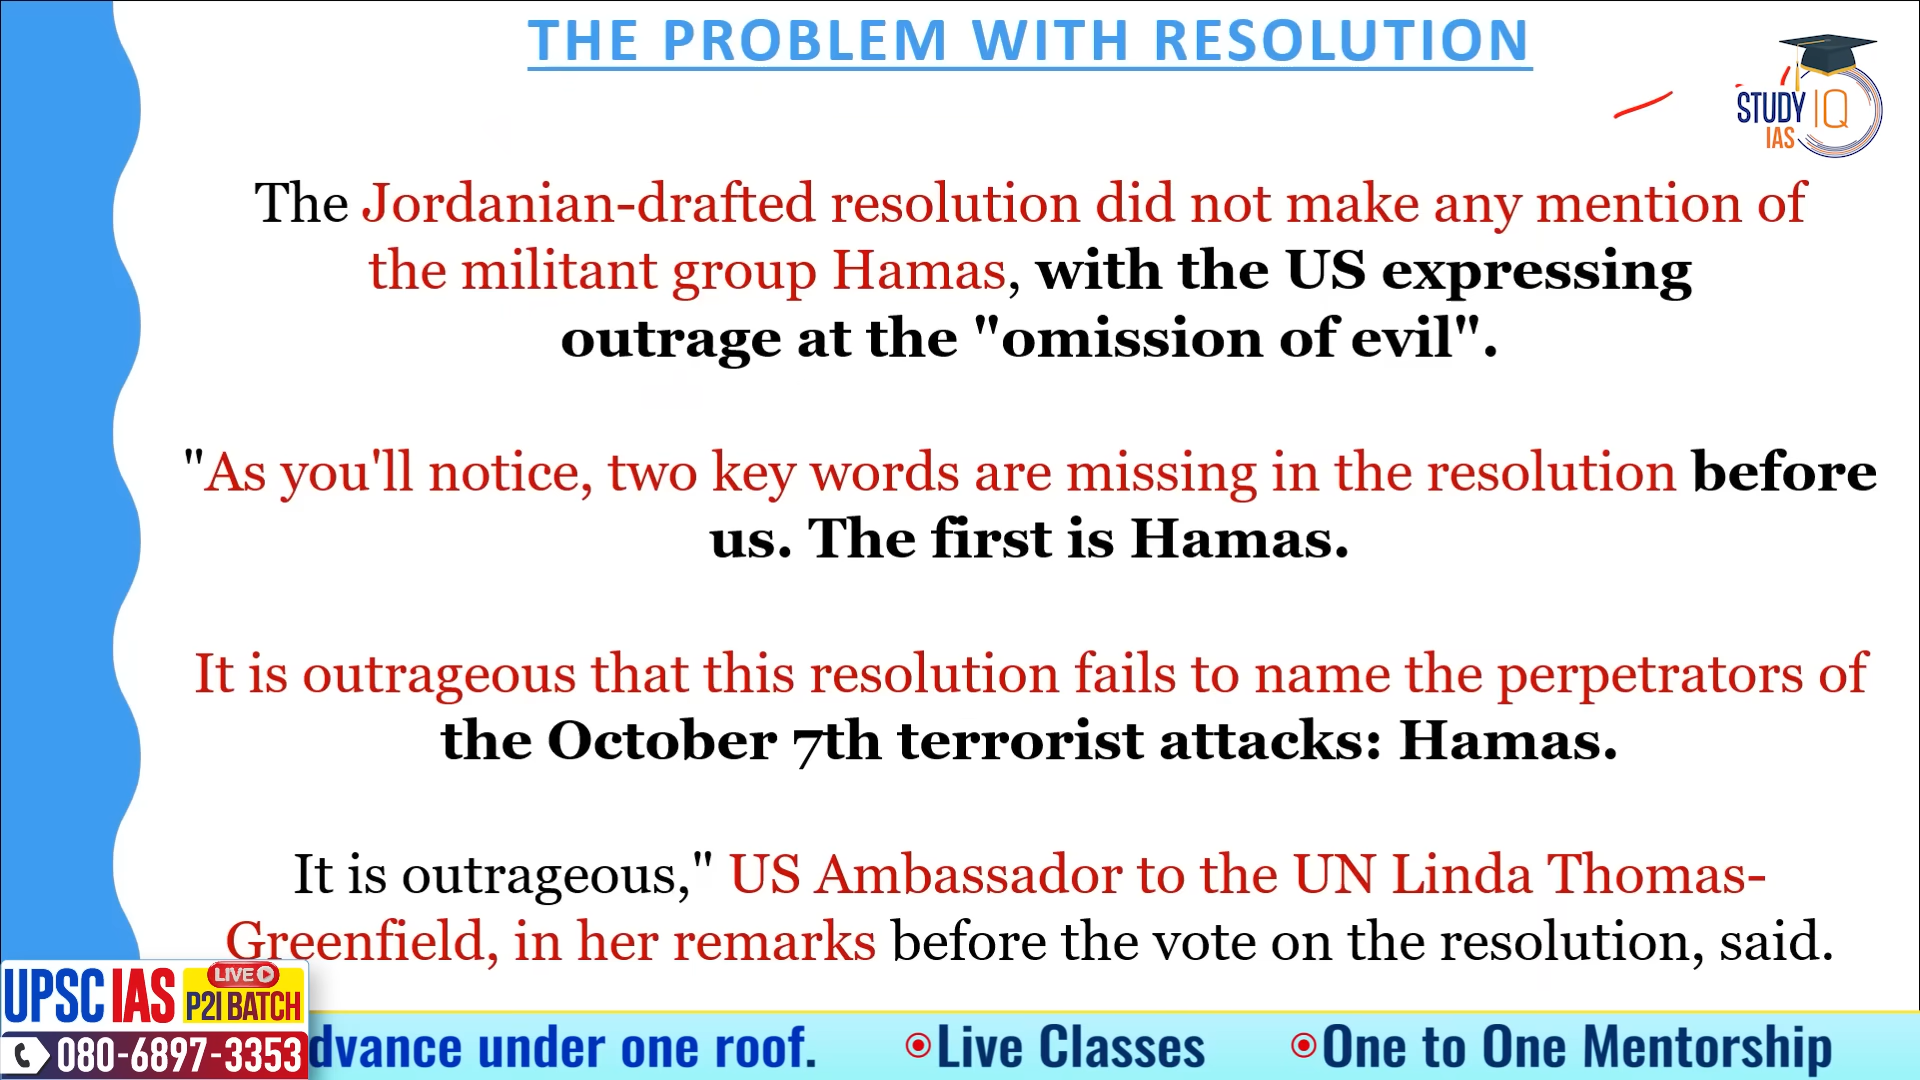 THE PROBLEM WITH RESOLUTION
STUDY IQ
IAS
The Jordanian-drafted resolution did not make any mention of
the militant group Hamas, with the US expressing
outrage at the "omission of evil".
"As you'll notice, two key words are missing in the resolution before
us. The first is Hamas.
It is outrageous that this resolution fails to name the perpetrators of
the October 7th terrorist attacks: Hamas.
It is outrageous," US Ambassador to the UN Linda Thomas-
Greenfield, in her remarks before the vote on the resolution, said.
UPSC IAS LIVE P2I BATCH
080-6897-3353
dvance under one roof. Live Classes One to One Mentorship